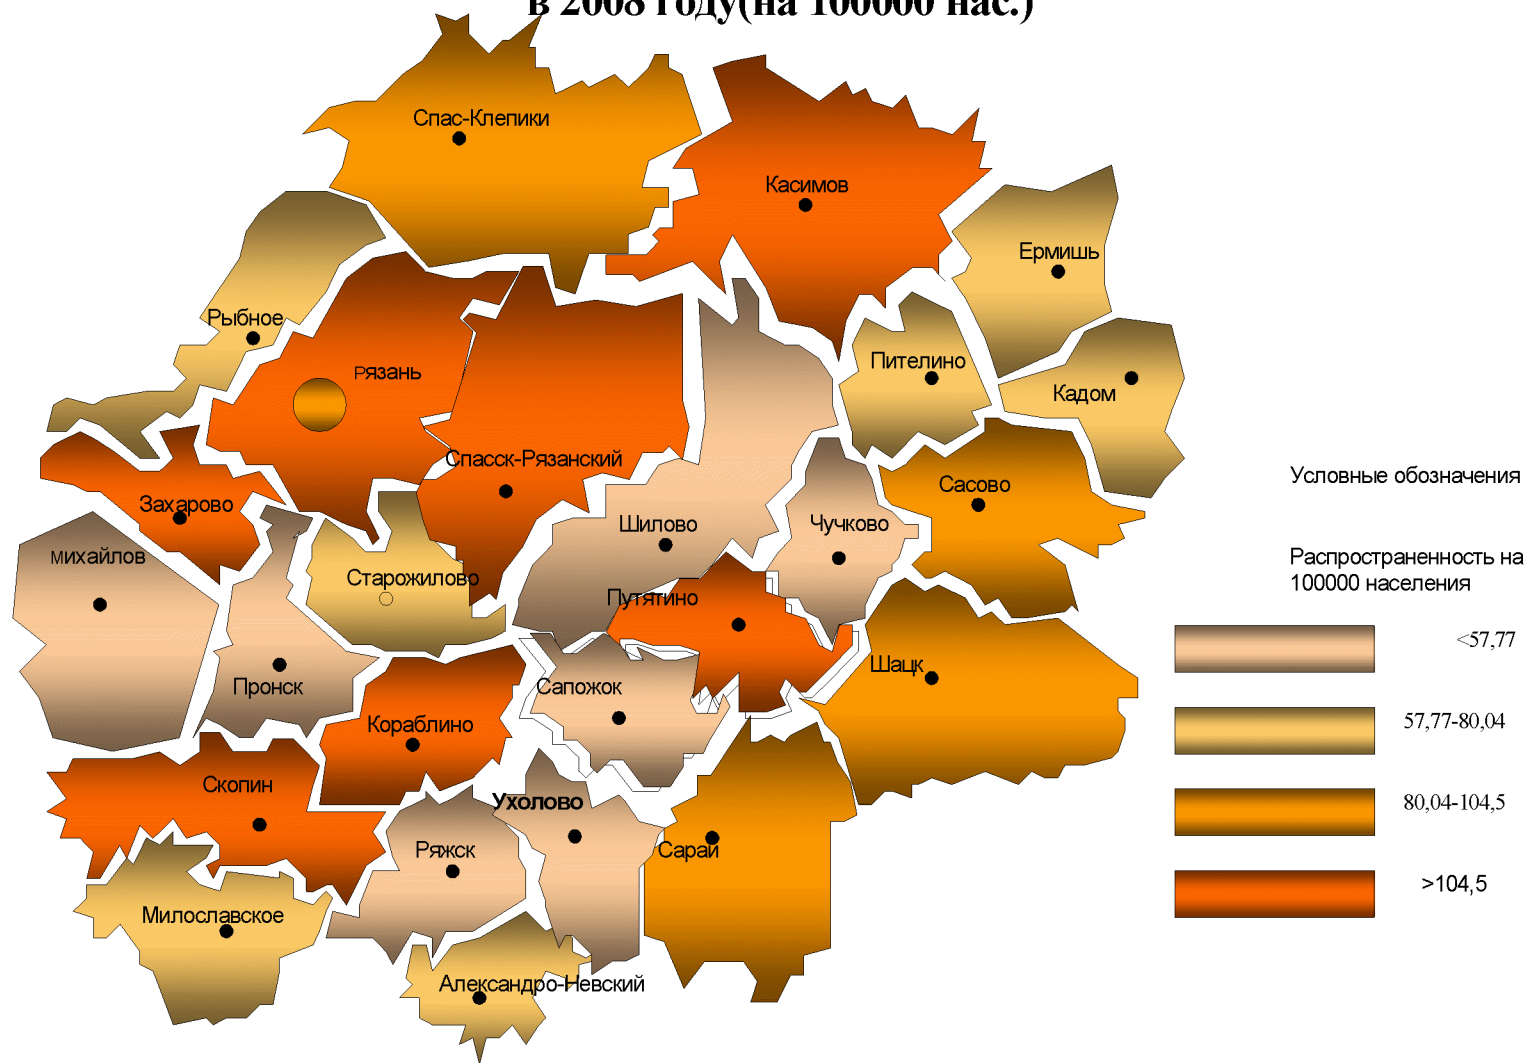 в 2008 году(на 100000 нас.)
Спас-Клепики
Касимов
Ермишь
Рыбное
Пителино
Рязань
Кадом
Спасск-Рязанский
Условные обозначения
Сасово
Захарово
Шилово
Чучково
Михайлов
Распространенность на
100000 населения
Старожилово
Путятино
<57,77
Шацк
Пронск
Сапожок
Кораблино
57,77-80,04
Скопин
Ухолово
80,04-104,5
Ряжск
Сараи
>104,5
Милославское
Александро-Невский